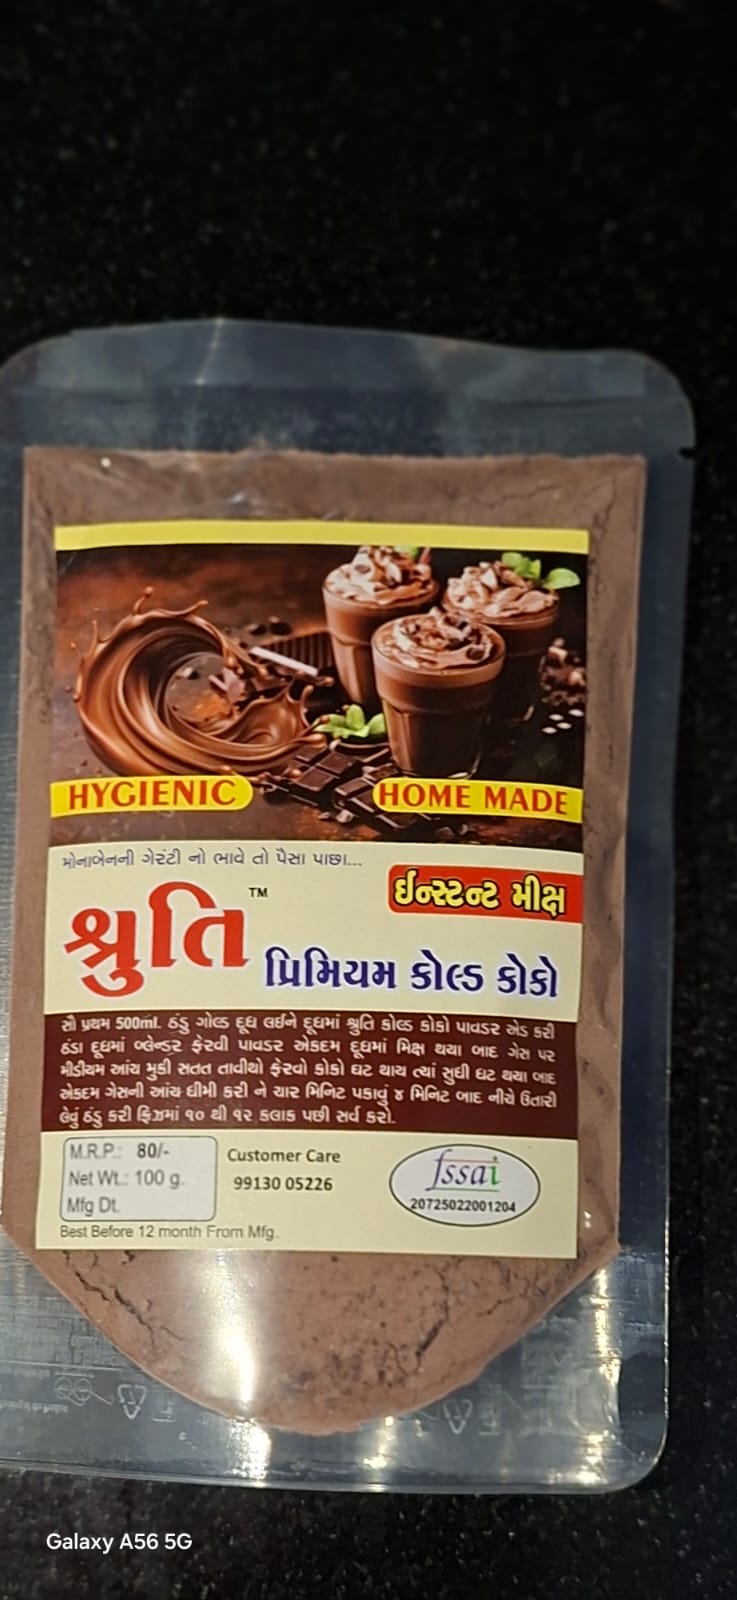 HYGIENIC
HOME MADE
મોનાબેનની ગેરંટી નો ભાવે તો પૈસા પાછા...
ઈન્સ્ટન્ટ મીક્ષ
શ્રુતિ TM
પ્રિમિયમ કોલ્ડ કોકો
સૌ પ્રથમ 500ml. ઠંડુ ગોલ્ડ દૂધ લઈને દૂધમાં શ્રુતિ કોલ્ડ કોકો પાવડર એડ કરી
ઠંડા દૂધમાં બ્લેન્ડર ફેરવી પાવડર એકદમ દૂધમાં મિક્ષ થયા બાદ ગેસ પર
મીડીયમ આંચ મુકી સતત તાવીથો ફેરવો કોકો ઘટ થાય ત્યાં સુધી ઘટ થયા બાદ
એકદમ ગેસની આંચ ધીમી કરી ને ચાર મિનિટ પકાવું ૪ મિનિટ બાદ નીચે ઉતારી
લેવું ઠંડુ કરી ફ્રિઝમાં ૧૦ થી ૧૨ કલાક પછી સર્વ કરો.
M.R.P.: 80/-
Net Wt.: 100 g.
Mfg Dt.
Customer Care
99130 05226
fssai
20725022001204
Best Before 12 month From Mfg.
Galaxy A56 5G